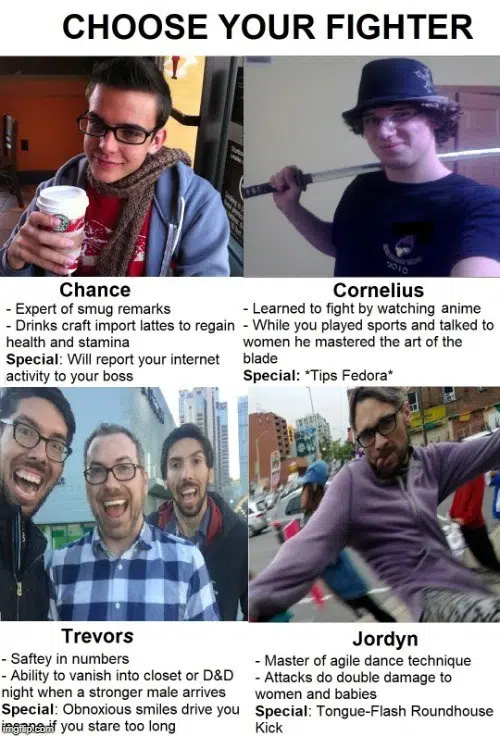 CHOOSE YOUR FIGHTER
Chance
- Expert of smug remarks
- Drinks craft import lattes to regain
health and stamina
Special: Will report your internet
activity to your boss
Cornelius
- Learned to fight by watching anime
- While you played sports and talked to
women he mastered the art of the
blade
Special: *Tips Fedora*
2010
Trevors
- Saftey in numbers
- Ability to vanish into closet or D&D
night when a stronger male arrives
Special: Obnoxious smiles drive you
insane if you stare too long
imgflip.com
Jordyn
- Master of agile dance technique
- Attacks do double damage to
women and babies
Special: Tongue-Flash Roundhouse
Kick